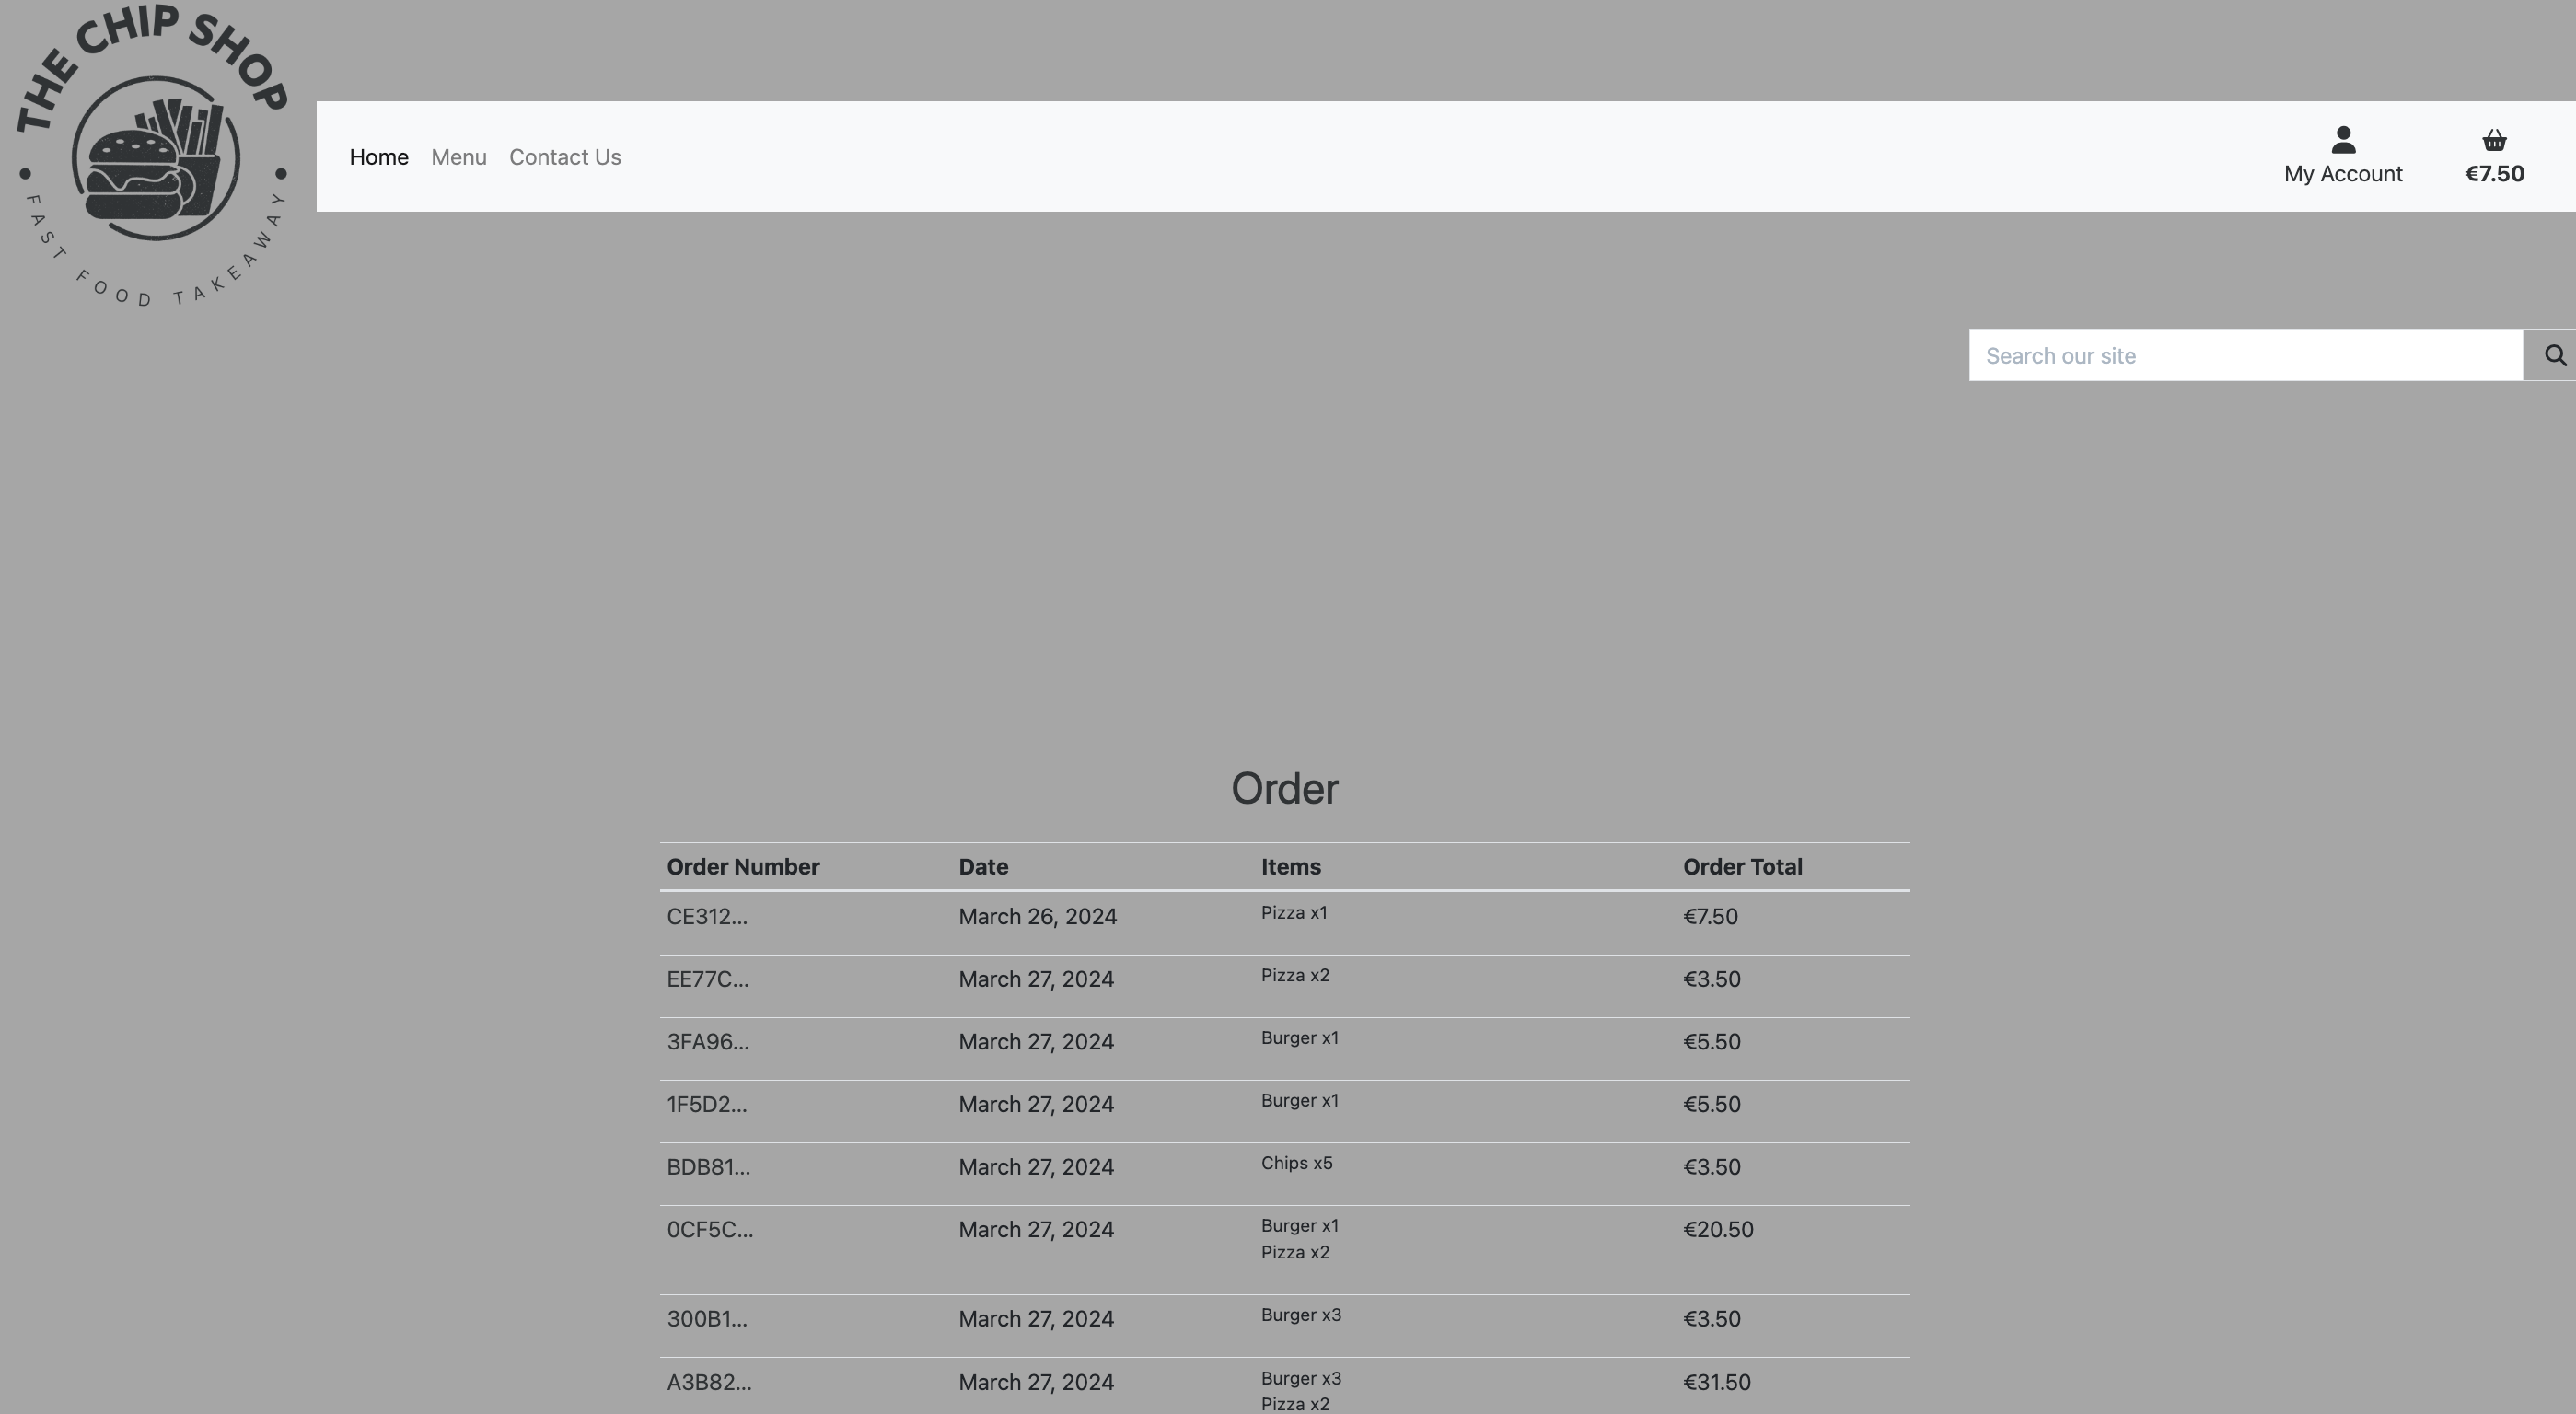 THE CHIP SHOP
FAST FOOD TAKEAWAY
Home Menu Contact Us
My Account
€7.50
Search our site
Order
Order Number Date Items Order Total
CE312... March 26, 2024 Pizza x1 €7.50
EE77C... March 27, 2024 Pizza x2 €3.50
3FA96... March 27, 2024 Burger x1 €5.50
1F5D2... March 27, 2024 Burger x1 €5.50
BDB81... March 27, 2024 Chips x5 €3.50
0CF5C... March 27, 2024 Burger x1 €20.50
Pizza x2
300B1... March 27, 2024 Burger x3 €3.50
A3B82... March 27, 2024 Burger x3 €31.50
Pizza x2